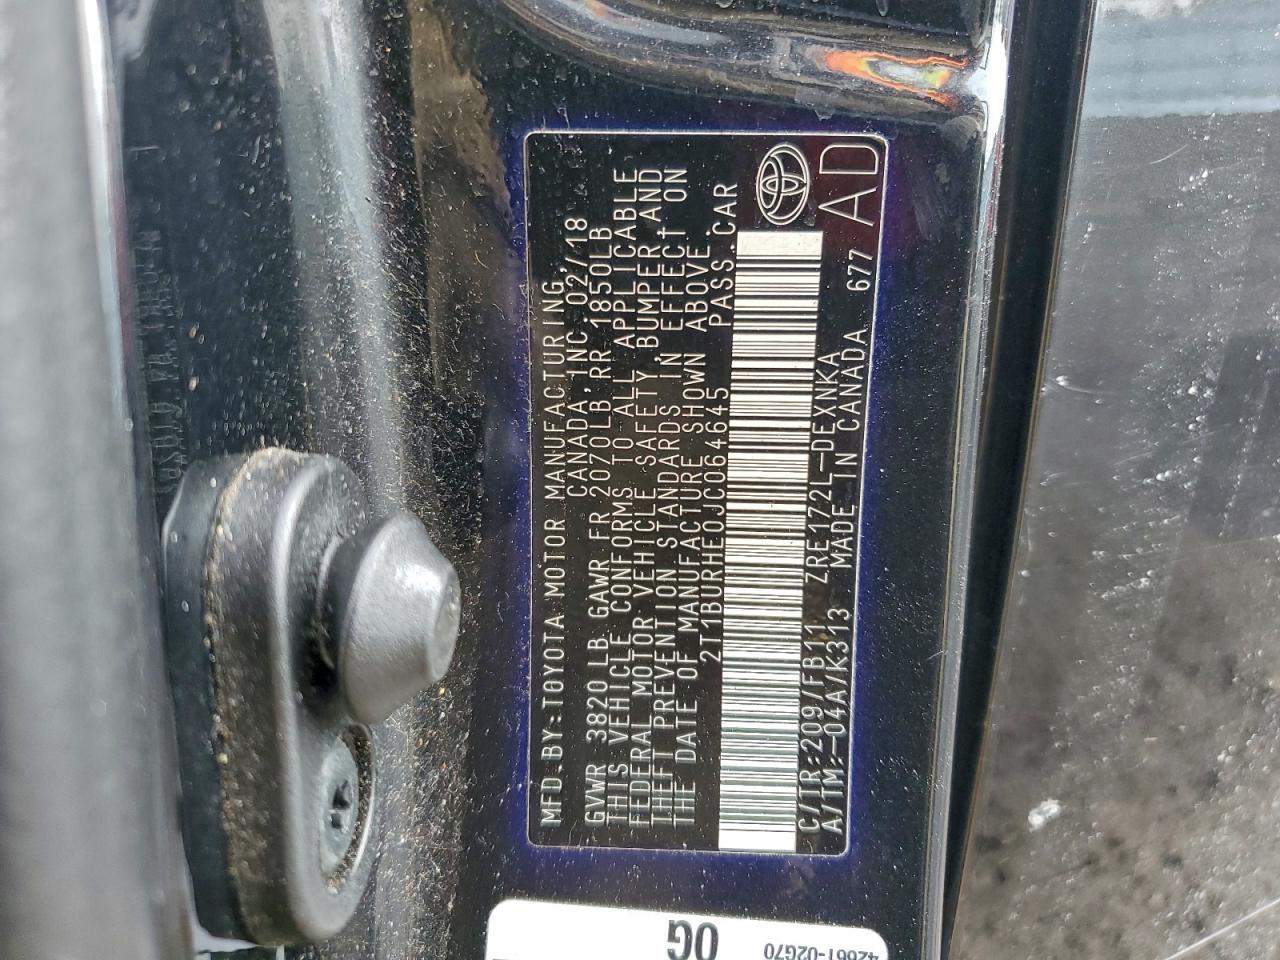 MFD.BY:TOYOTA MOTOR MANUFACTURING,
CANADA,INC.02/18
GVWR 3820LB GAWR FR 2070LB RR 1850LB
THIS VEHICLE CONFORMS TO ALL APPLICABLE
FEDERAL MOTOR VEHICLE SAFETY,BUMPER,AND
THEFT PREVENTION STANDARDS IN EFFECT ON
THE DATE OF MANUFACTURE SHOWN ABOVE.
2T1BURHE0JC064645 PASS.CAR
C/TR:209/FB11 ZRE172L-DEXNKA
A/TM:-04A/K313 MADE IN CANADA 677
AD
0G
42661-02G70